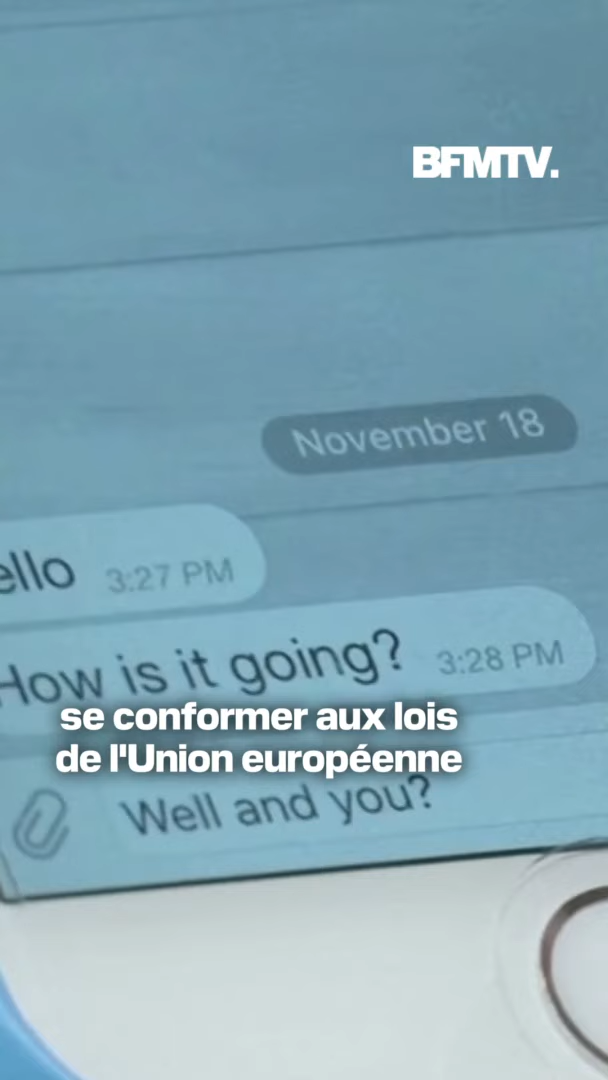 BFMTV.
November 18
ello 3:27 PM
How is it going? 3:28 PM
se conformer aux lois
de l'Union européenne
Well and you?